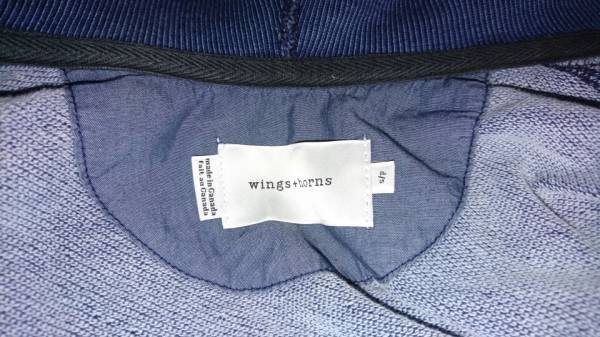 made in Canada
Fait au Canada
wings+horns
s/p